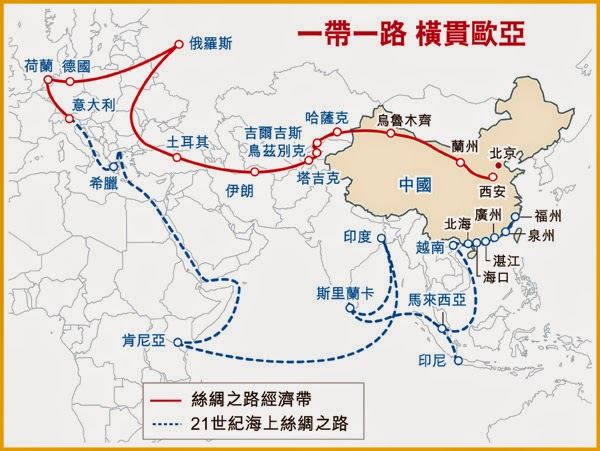 一帶一路 橫貫歐亞
俄羅斯
荷蘭 德國
意大利
土耳其
希臘
伊朗
吉爾吉斯
烏茲別克
塔吉克
哈薩克
烏魯木齊
蘭州
北京
西安
中國
北海
廣州
福州
泉州
湛江
海口
越南
印度
斯里蘭卡
馬來西亞
印尼
肯尼亞
絲綢之路經濟帶
21世紀海上絲綢之路